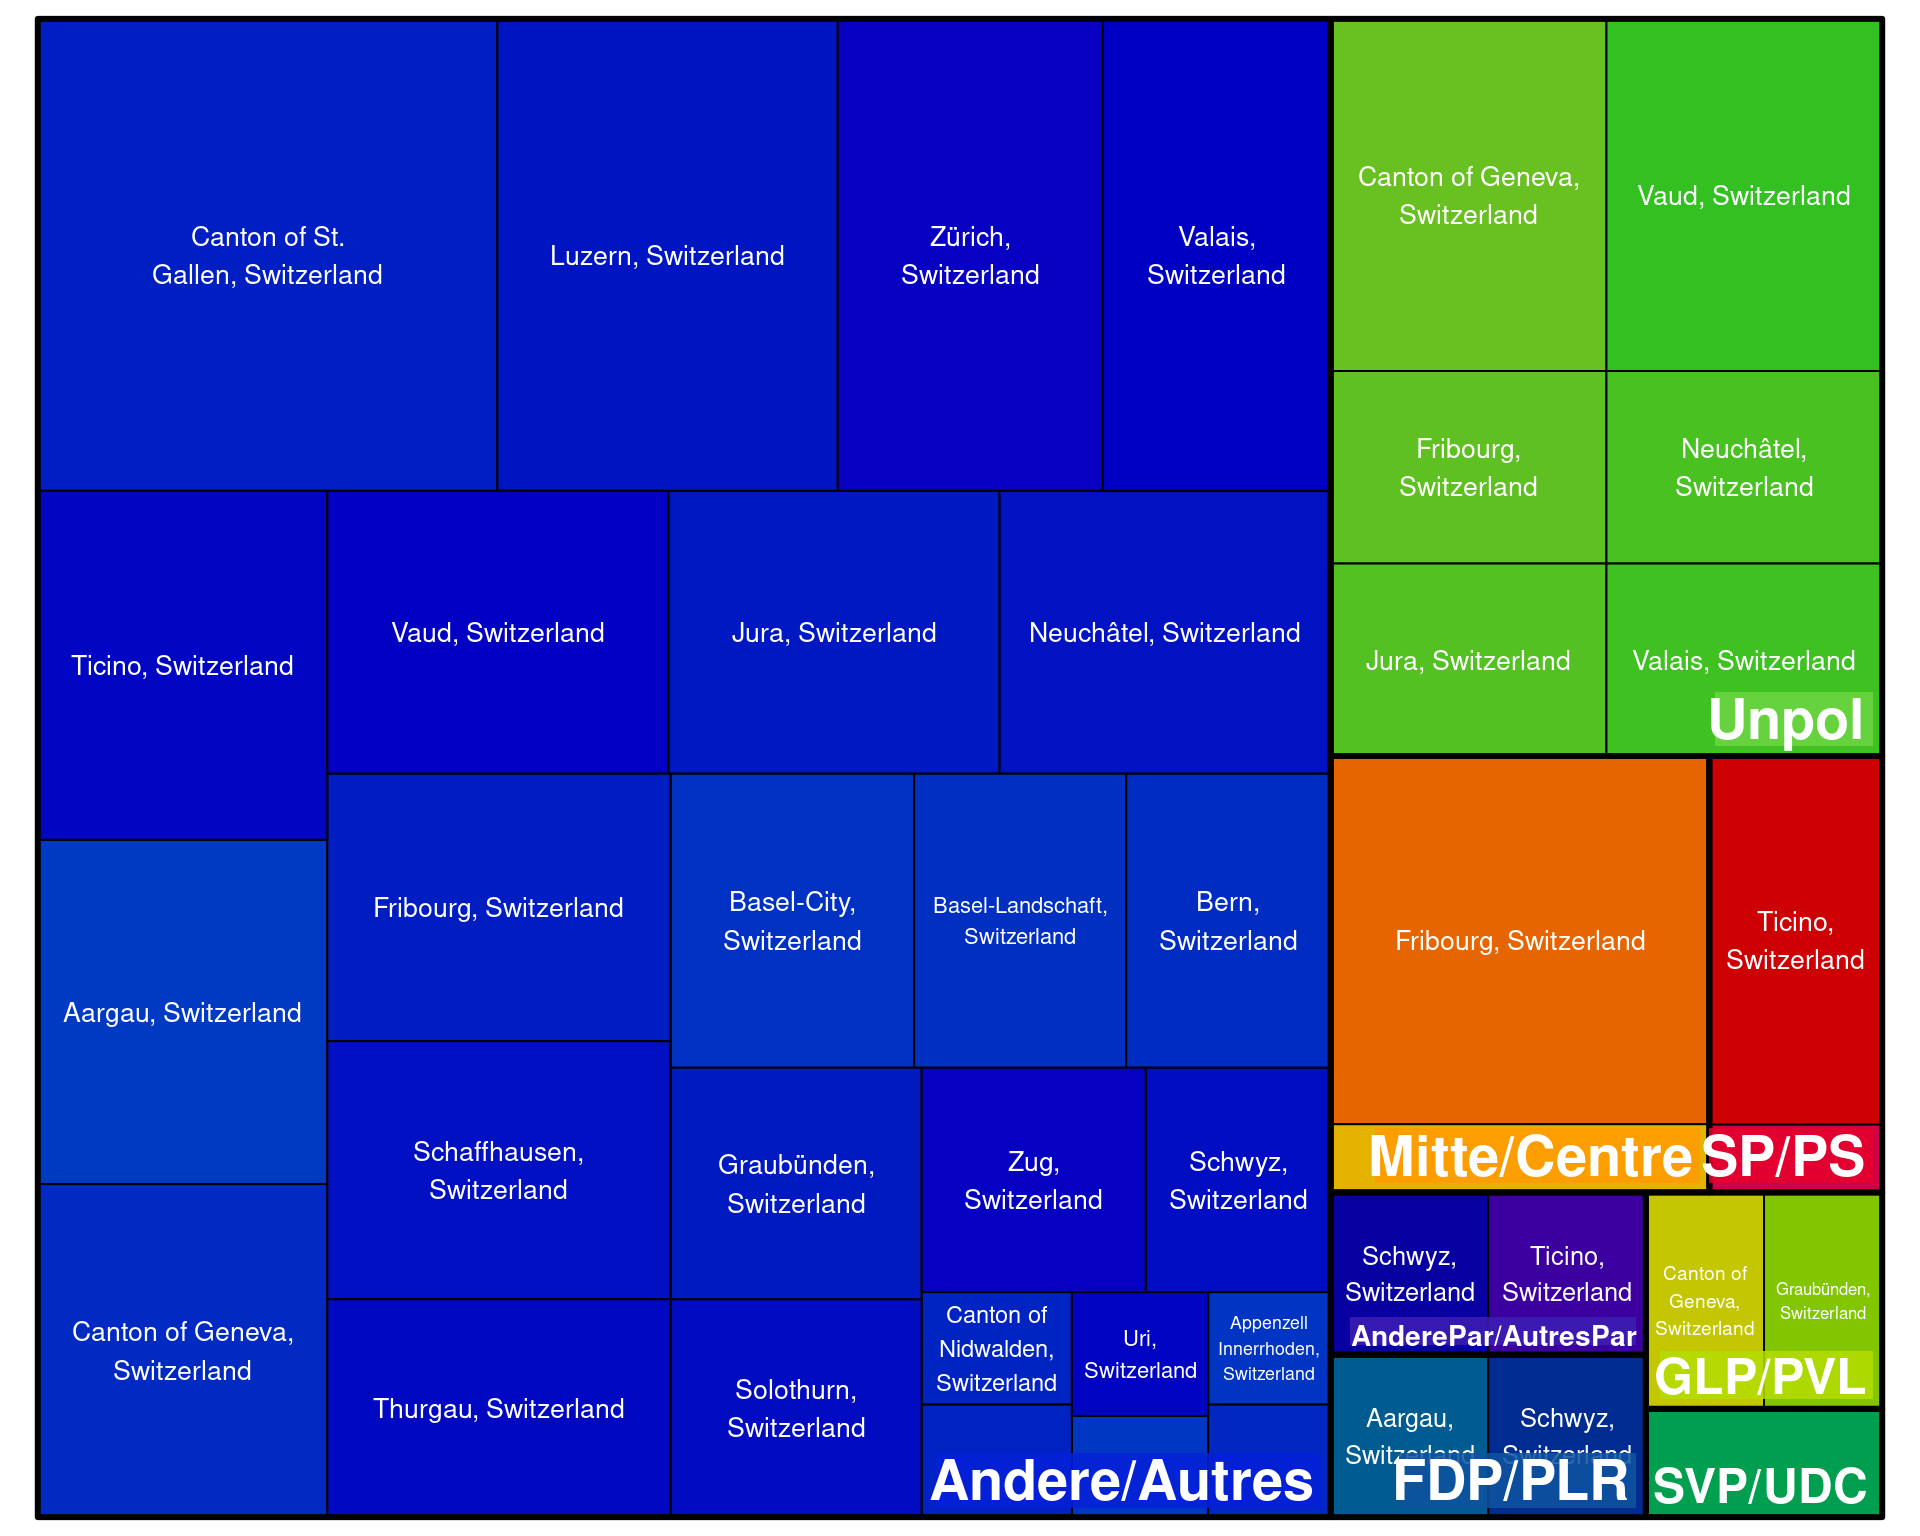 Canton of St.
Gallen, Switzerland
Luzern, Switzerland
Zürich,
Switzerland
Valais,
Switzerland
Ticino, Switzerland
Vaud, Switzerland
Jura, Switzerland
Neuchâtel, Switzerland
Aargau, Switzerland
Fribourg, Switzerland
Basel-City,
Switzerland
Basel-Landschaft,
Switzerland
Bern,
Switzerland
Canton of Geneva,
Switzerland
Schaffhausen,
Switzerland
Graubünden,
Switzerland
Zug,
Switzerland
Schwyz,
Switzerland
Thurgau, Switzerland
Solothurn,
Switzerland
Canton of
Nidwalden,
Switzerland
Uri,
Switzerland
Appenzell
Innerrhoden,
Switzerland
Andere/Autres
Canton of Geneva,
Switzerland
Vaud, Switzerland
Fribourg,
Switzerland
Neuchâtel,
Switzerland
Jura, Switzerland
Valais, Switzerland
Unpol
Fribourg, Switzerland
Mitte/Centre
Ticino,
Switzerland
SP/PS
Schwyz,
Switzerland
Ticino,
Switzerland
AnderePar/AutresPar
Canton of
Geneva,
Switzerland
Graubünden,
Switzerland
GLP/PVL
Aargau,
Switzerland
Schwyz,
Switzerland
FDP/PLR
SVP/UDC